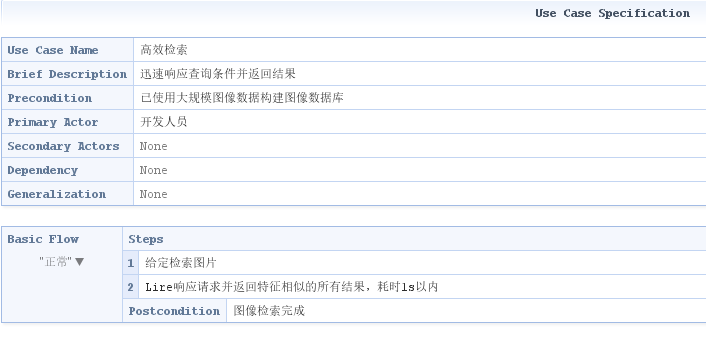 Use Case Specification
Use Case Name 高效检索
Brief Description 迅速响应查询条件并返回结果
Precondition 已使用大规模图像数据构建图像数据库
Primary Actor 开发人员
Secondary Actors None
Dependency None
Generalization None
Basic Flow Steps
"正常" ▼
1 给定检索图片
2 Lire响应请求并返回特征相似的所有结果，耗时1s以内
Postcondition 图像检索完成